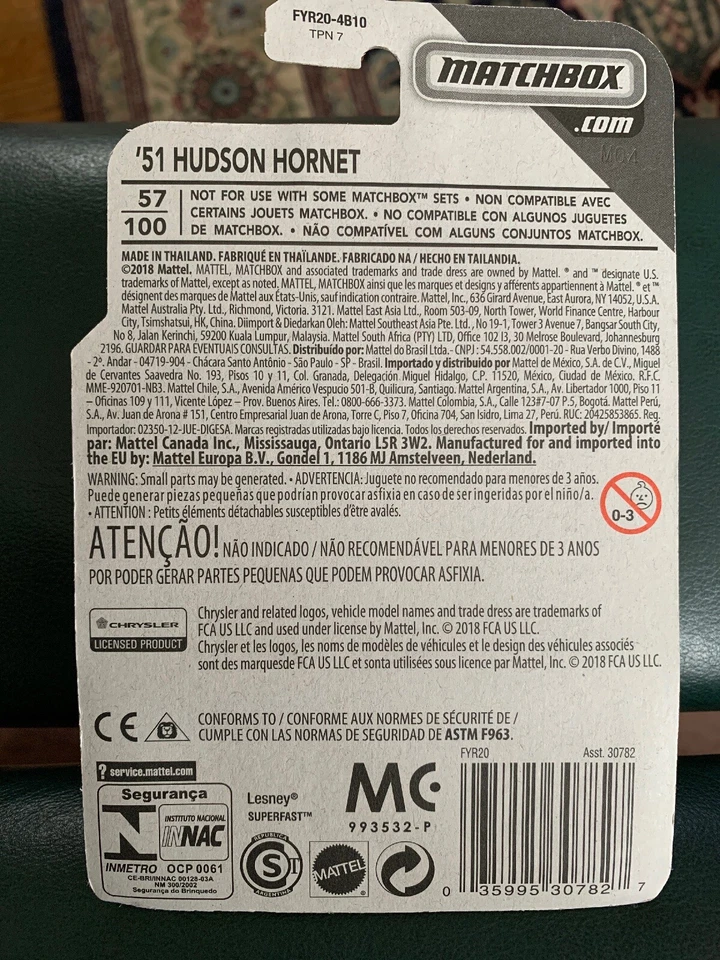 FYR20-4B10
TPN 7
MATCHBOX™
.com
MC4
'51 HUDSON HORNET
57
100
NOT FOR USE WITH SOME MATCHBOX™ SETS • NON COMPATIBLE AVEC
CERTAINS JOUETS MATCHBOX. • NO COMPATIBLE CON ALGUNOS JUGUETES
DE MATCHBOX. • NÃO COMPATÍVEL COM ALGUNS CONJUNTOS MATCHBOX.
MADE IN THAILAND. FABRIQUÉ EN THAÏLANDE. FABRICADO NA / HECHO EN TAILANDIA.
©2018 Mattel. MATTEL, MATCHBOX and associated trademarks and trade dress are owned by Mattel. ® and ™ designate U.S.
trademarks of Mattel, except as noted. MATTEL, MATCHBOX ainsi que les marques et designs y afférents appartiennent à Mattel. ® et ™
désignent des marques de Mattel aux États-Unis, sauf indication contraire. Mattel, Inc., 636 Girard Avenue, East Aurora, NY 14052, U.S.A.
Mattel Australia Pty. Ltd., Richmond, Victoria. 3121. Mattel East Asia Ltd., Room 503-09, North Tower, World Finance Centre, Harbour
City, Tsimshatsui, HK, China. Diimport & Diedarkan Oleh: Mattel Southeast Asia Pte. Ltd., No 19-1, Tower 3 Avenue 7, Bangsar South City,
No 8, Jalan Kerinchi, 59200 Kuala Lumpur, Malaysia. Mattel South Africa (PTY) LTD, Office 102 I3, 30 Melrose Boulevard, Johannesburg
2196. GUARDAR PARA EVENTUAIS CONSULTAS. Distribuído por: Mattel do Brasil Ltda.- CNPJ : 54.558.002/0001-20 - Rua Verbo Divino, 1488
- 2º. Andar - 04719-904 - Chácara Santo Antônio - São Paulo - SP - Brasil. Importado y distribuido por Mattel de México, S.A. de C.V., Miguel
de Cervantes Saavedra No. 193, Pisos 10 y 11, Col. Granada, Delegación Miguel Hidalgo, C.P. 11520, México, Ciudad de México. R.F.C.
MME-920701-NB3. Mattel Chile, S.A., Avenida Américo Vespucio 501-B, Quilicura, Santiago. Mattel Argentina, S.A., Av. Libertador 1000, Piso 11
– Oficinas 109 y 111, Vicente López – Prov. Buenos Aires. Tel.: 0800-666-3373. Mattel Colombia, S.A., Calle 123#7-07 P.5, Bogotá. Mattel Perú,
S.A., Av. Juan de Arona # 151, Centro Empresarial Juan de Arona, Torre C, Piso 7, Oficina 704, San Isidro, Lima 27, Perú. RUC: 20425853865. Reg.
Importador: 02350-12-JUE-DIGESA. Marcas registradas utilizadas bajo licencia. Todos los derechos reservados. Imported by/ Importé
par: Mattel Canada Inc., Mississauga, Ontario L5R 3W2. Manufactured for and imported into
the EU by: Mattel Europa B.V., Gondel 1, 1186 MJ Amstelveen, Nederland.
WARNING: Small parts may be generated. • ADVERTENCIA: Juguete no recomendado para menores de 3 años.
Puede generar piezas pequeñas que podrían provocar asfixia en caso de ser ingeridas por el niño/a.
• ATTENTION : Petits éléments détachables susceptibles d'être avalés.
0-3
ATENÇÃO! NÃO INDICADO / NÃO RECOMENDÁVEL PARA MENORES DE 3 ANOS
POR PODER GERAR PARTES PEQUENAS QUE PODEM PROVOCAR ASFIXIA.
CHRYSLER
LICENSED PRODUCT
Chrysler and related logos, vehicle model names and trade dress are trademarks of
FCA US LLC and used under license by Mattel, Inc. © 2018 FCA US LLC.
Chrysler et les logos, les noms de modèles de véhicules et le design des véhicules associés
sont des marquesde FCA US LLC et sonta utilisées sous licence par Mattel, Inc. © 2018 FCA US LLC.
CE
CONFORMS TO / CONFORME AUX NORMES DE SÉCURITÉ DE /
CUMPLE CON LAS NORMAS DE SEGURIDAD DE ASTM F963.
? service.mattel.com
Segurança
INSTITUTO NACIONAL
INNAC
INMETRO OCP 0061
CE-BRI/INNAC 00128-03A
NM 300/2002
Segurança do Brinquedo
Lesney®
SUPERFAST™
MC
993532-P
REPUBLICA
S
ARGENTINA
MATTEL
®
FYR20 Asst. 30782
0 35995 30782 7